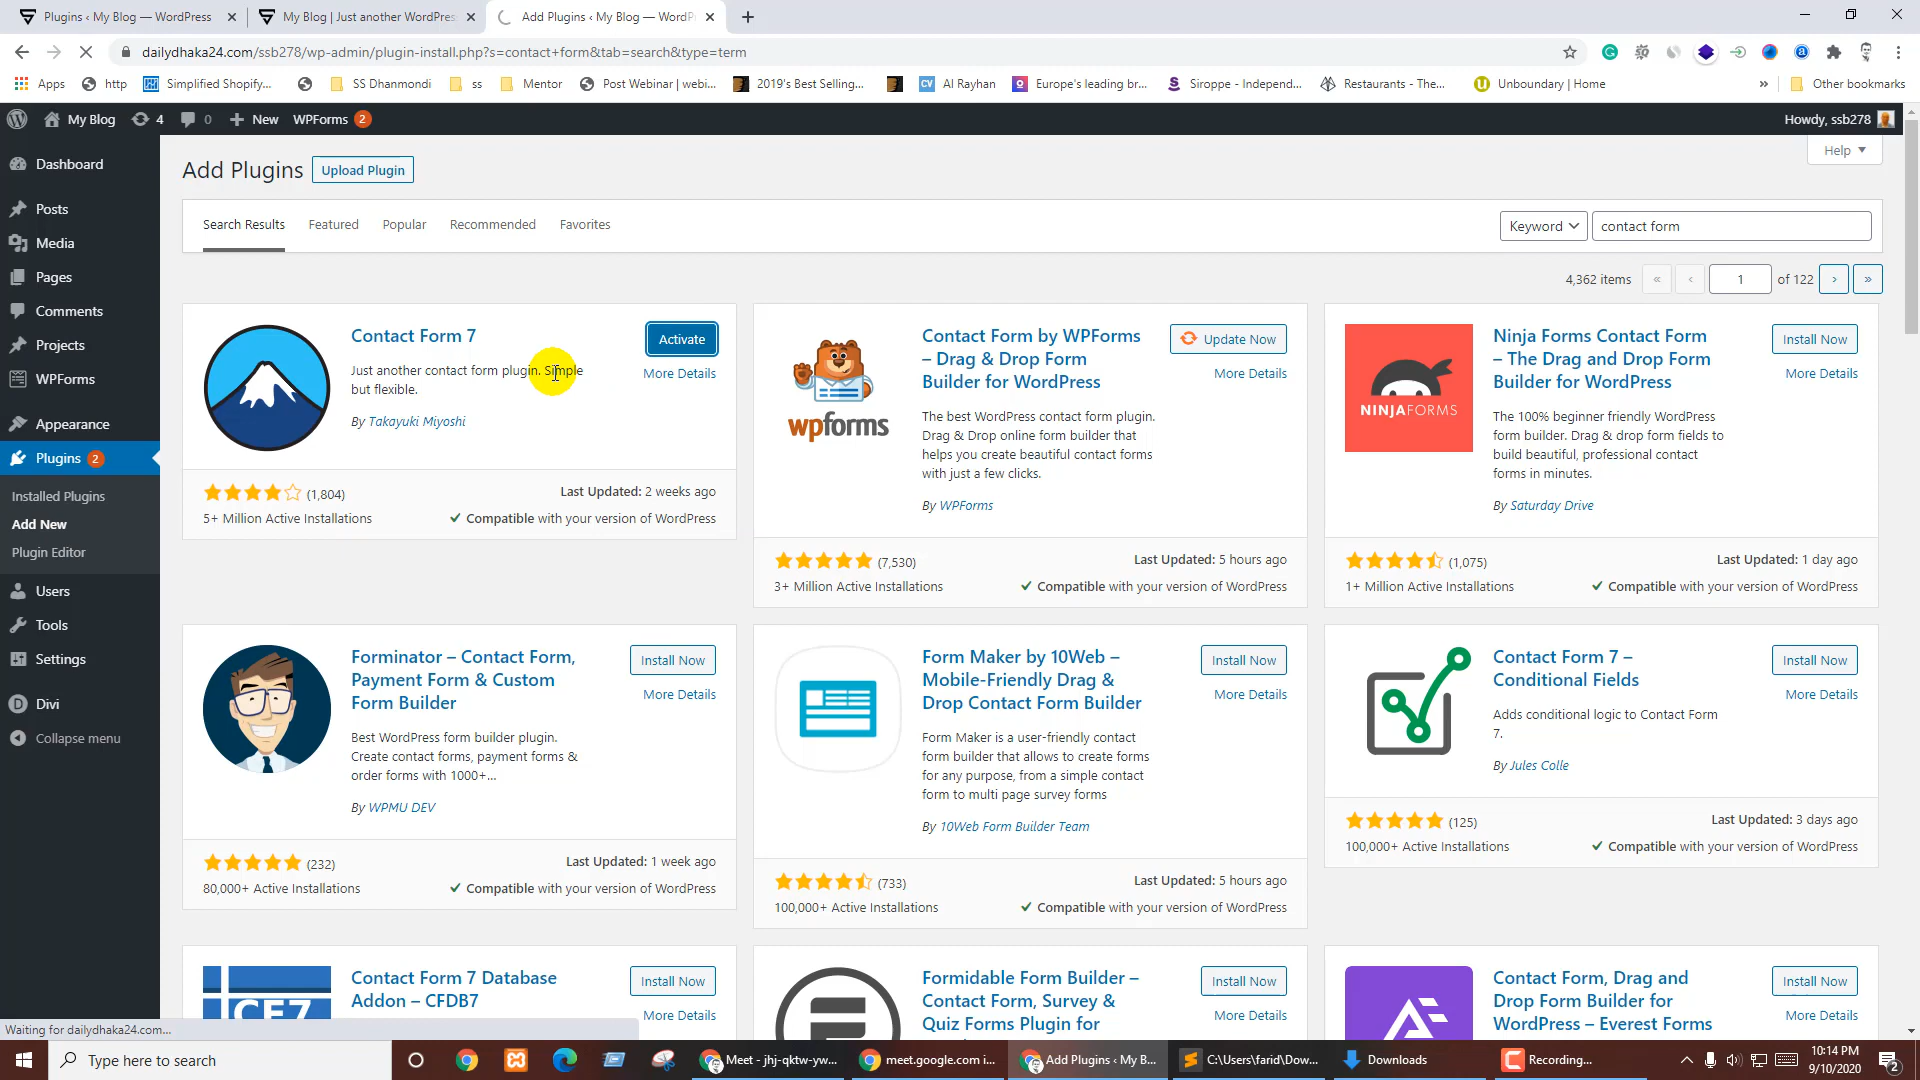 Plugins ‹ My Blog — WordPress
My Blog | Just another WordPres
Add Plugins ‹ My Blog — WordP
dailydhaka24.com/ssb278/wp-admin/plugin-install.php?s=contact+form&tab=search&type=term
Apps http Simplified Shopify... SS Dhanmondi ss Mentor Post Webinar | webi... 2019's Best Selling... CV Al Rayhan Europe's leading br... Siroppe - Independ... Restaurants - The... Unboundary | Home » Other bookmarks
My Blog 4 0 New WPForms 2 Howdy, ssb278
Dashboard
Posts
Media
Pages
Comments
Projects
WPForms
Appearance
Plugins 2
Installed Plugins
Add New
Plugin Editor
Users
Tools
Settings
Divi
Collapse menu
Help
Add Plugins Upload Plugin
Search Results Featured Popular Recommended Favorites Keyword contact form
4,362 items « ‹ 1 of 122 › »
Contact Form 7
Activate
More Details
Just another contact form plugin. Simple
but flexible.
By Takayuki Miyoshi
(1,804)
Last Updated: 2 weeks ago
5+ Million Active Installations
Compatible with your version of WordPress
wpforms
Contact Form by WPForms
– Drag & Drop Form
Builder for WordPress
Update Now
More Details
The best WordPress contact form plugin.
Drag & Drop online form builder that
helps you create beautiful contact forms
with just a few clicks.
By WPForms
(7,530)
Last Updated: 5 hours ago
3+ Million Active Installations
Compatible with your version of WordPress
NINJAFORMS
Ninja Forms Contact Form
– The Drag and Drop Form
Builder for WordPress
Install Now
More Details
The 100% beginner friendly WordPress
form builder. Drag & drop form fields to
build beautiful, professional contact
forms in minutes.
By Saturday Drive
(1,075)
Last Updated: 1 day ago
1+ Million Active Installations
Compatible with your version of WordPress
Forminator – Contact Form,
Payment Form & Custom
Form Builder
Install Now
More Details
Best WordPress form builder plugin.
Create contact forms, payment forms &
order forms with 1000+...
By WPMU DEV
(232)
Last Updated: 1 week ago
80,000+ Active Installations
Compatible with your version of WordPress
Form Maker by 10Web –
Mobile-Friendly Drag &
Drop Contact Form Builder
Install Now
More Details
Form Maker is a user-friendly contact
form builder that allows to create forms
for any purpose, from a simple contact
form to multi page survey forms
By 10Web Form Builder Team
(733)
Last Updated: 5 hours ago
100,000+ Active Installations
Compatible with your version of WordPress
Contact Form 7 –
Conditional Fields
Install Now
More Details
Adds conditional logic to Contact Form
7.
By Jules Colle
(125)
Last Updated: 3 days ago
100,000+ Active Installations
Compatible with your version of WordPress
CF7
Contact Form 7 Database
Addon – CFDB7
Install Now
More Details
Formidable Form Builder –
Contact Form, Survey &
Quiz Forms Plugin for
Install Now
More Details
Contact Form, Drag and
Drop Form Builder for
WordPress – Everest Forms
Install Now
More Details
Waiting for dailydhaka24.com...
Type here to search
Meet - jhj-qktw-yw...
meet.google.com i...
Add Plugins ‹ My B...
C:\Users\farid\Dow...
Downloads
Recording...
10:14 PM
9/10/2020
2